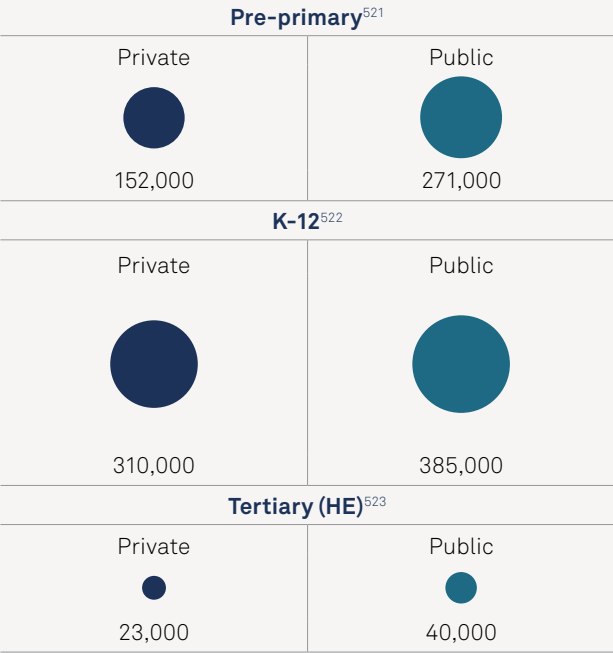 Pre-primary521
Private Public
152,000 271,000
K-12522
Private Public
310,000 385,000
Tertiary (HE)523
Private Public
23,000 40,000